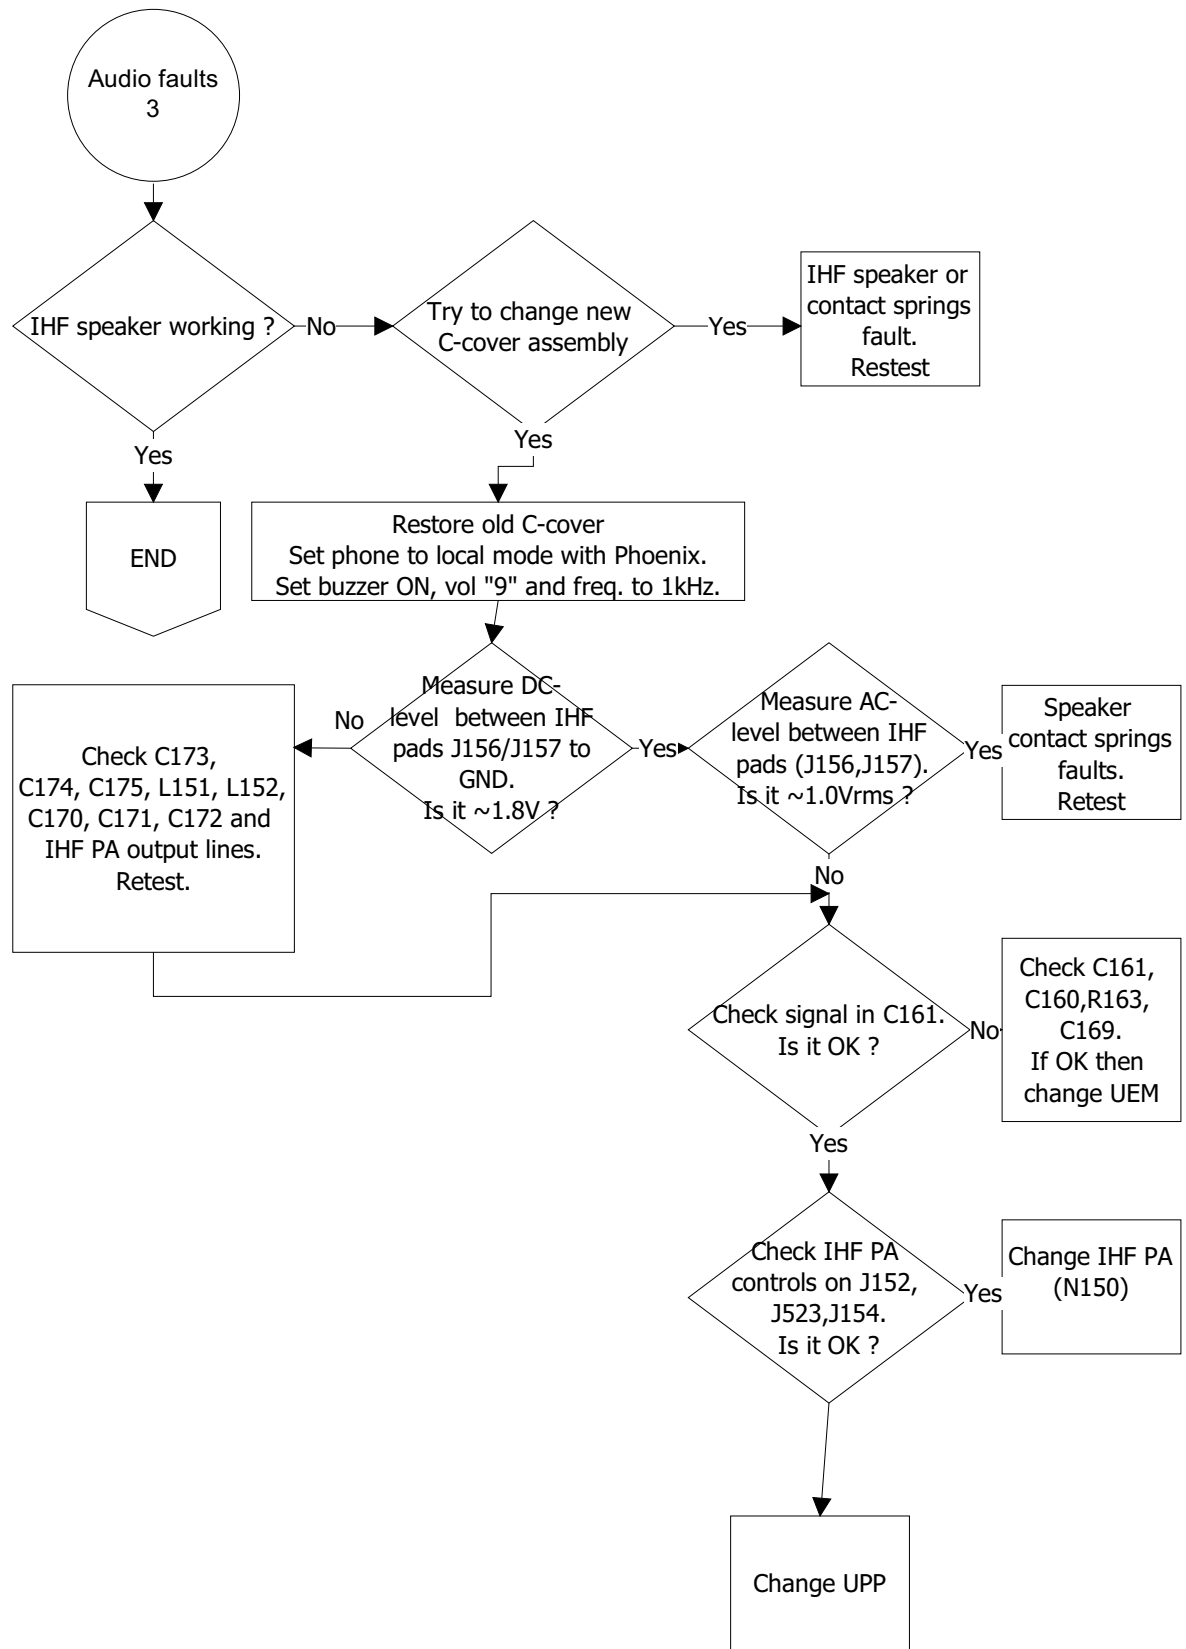 Audio faults
3
IHF speaker working ?
No
Try to change new
C-cover assembly
Yes
IHF speaker or
contact springs
fault.
Restest
Yes
Yes
END
Restore old C-cover
Set phone to local mode with Phoenix.
Set buzzer ON, vol "9" and freq. to 1kHz.
Check C173,
C174, C175, L151, L152,
C170, C171, C172 and
IHF PA output lines.
Retest.
No
Measure DC-
level  between IHF
pads J156/J157 to
GND.
Is it ~1.8V ?
Yes
Measure AC-
level between IHF
pads (J156,J157).
Is it ~1.0Vrms ?
Yes
Speaker
contact springs
faults.
Retest
No
Check signal in C161.
Is it OK ?
No
Check C161,
C160,R163,
C169.
If OK then
change UEM
Yes
Check IHF PA
controls on J152,
J523,J154.
Is it OK ?
Yes
Change IHF PA
(N150)
Change UPP